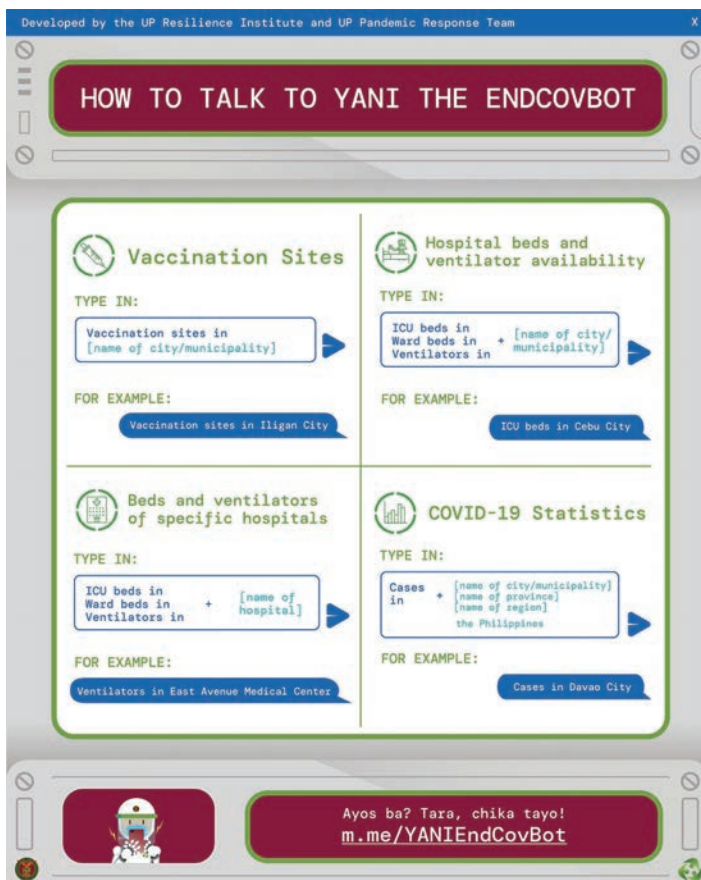 Developed by the UP Resilience Institute and UP Pandemic Response Team
X
HOW TO TALK TO YANI THE ENDCOVBOT
Vaccination Sites
TYPE IN:
Vaccination sites in
[name of city/municipality]
FOR EXAMPLE:
Vaccination sites in Iligan City
Hospital beds and
ventilator availability
TYPE IN:
ICU beds in
Ward beds in
Ventilators in
+
[name of city/
municipality]
FOR EXAMPLE:
ICU beds in Cebu City
Beds and ventilators
of specific hospitals
TYPE IN:
ICU beds in
Ward beds in
Ventilators in
+
[name of
hospital]
FOR EXAMPLE:
Ventilators in East Avenue Medical Center
COVID-19 Statistics
TYPE IN:
Cases
in
+
[name of city/municipality]
[name of province]
[name of region]
the Philippines
FOR EXAMPLE:
Cases in Davao City
Ayos ba? Tara, chika tayo!
m.me/YANIEndCovBot